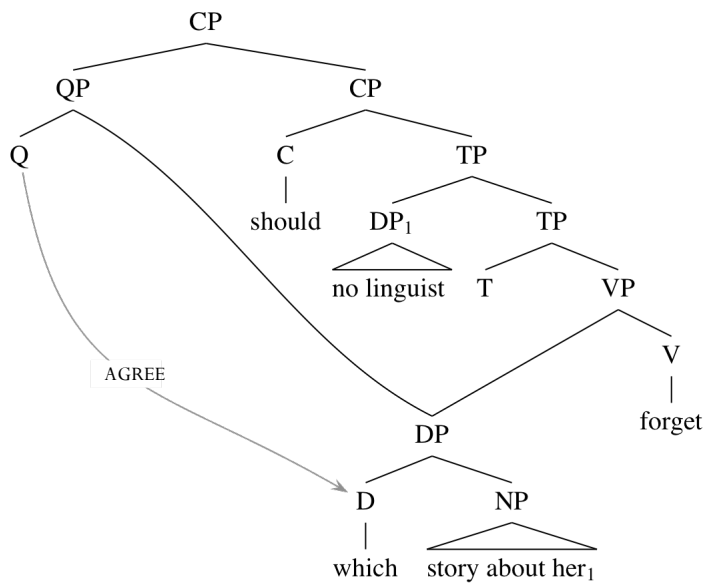 CP
QP CP
Q C TP
should DP₁ TP
no linguist T VP
AGREE V
forget
DP
D NP
which story about her₁